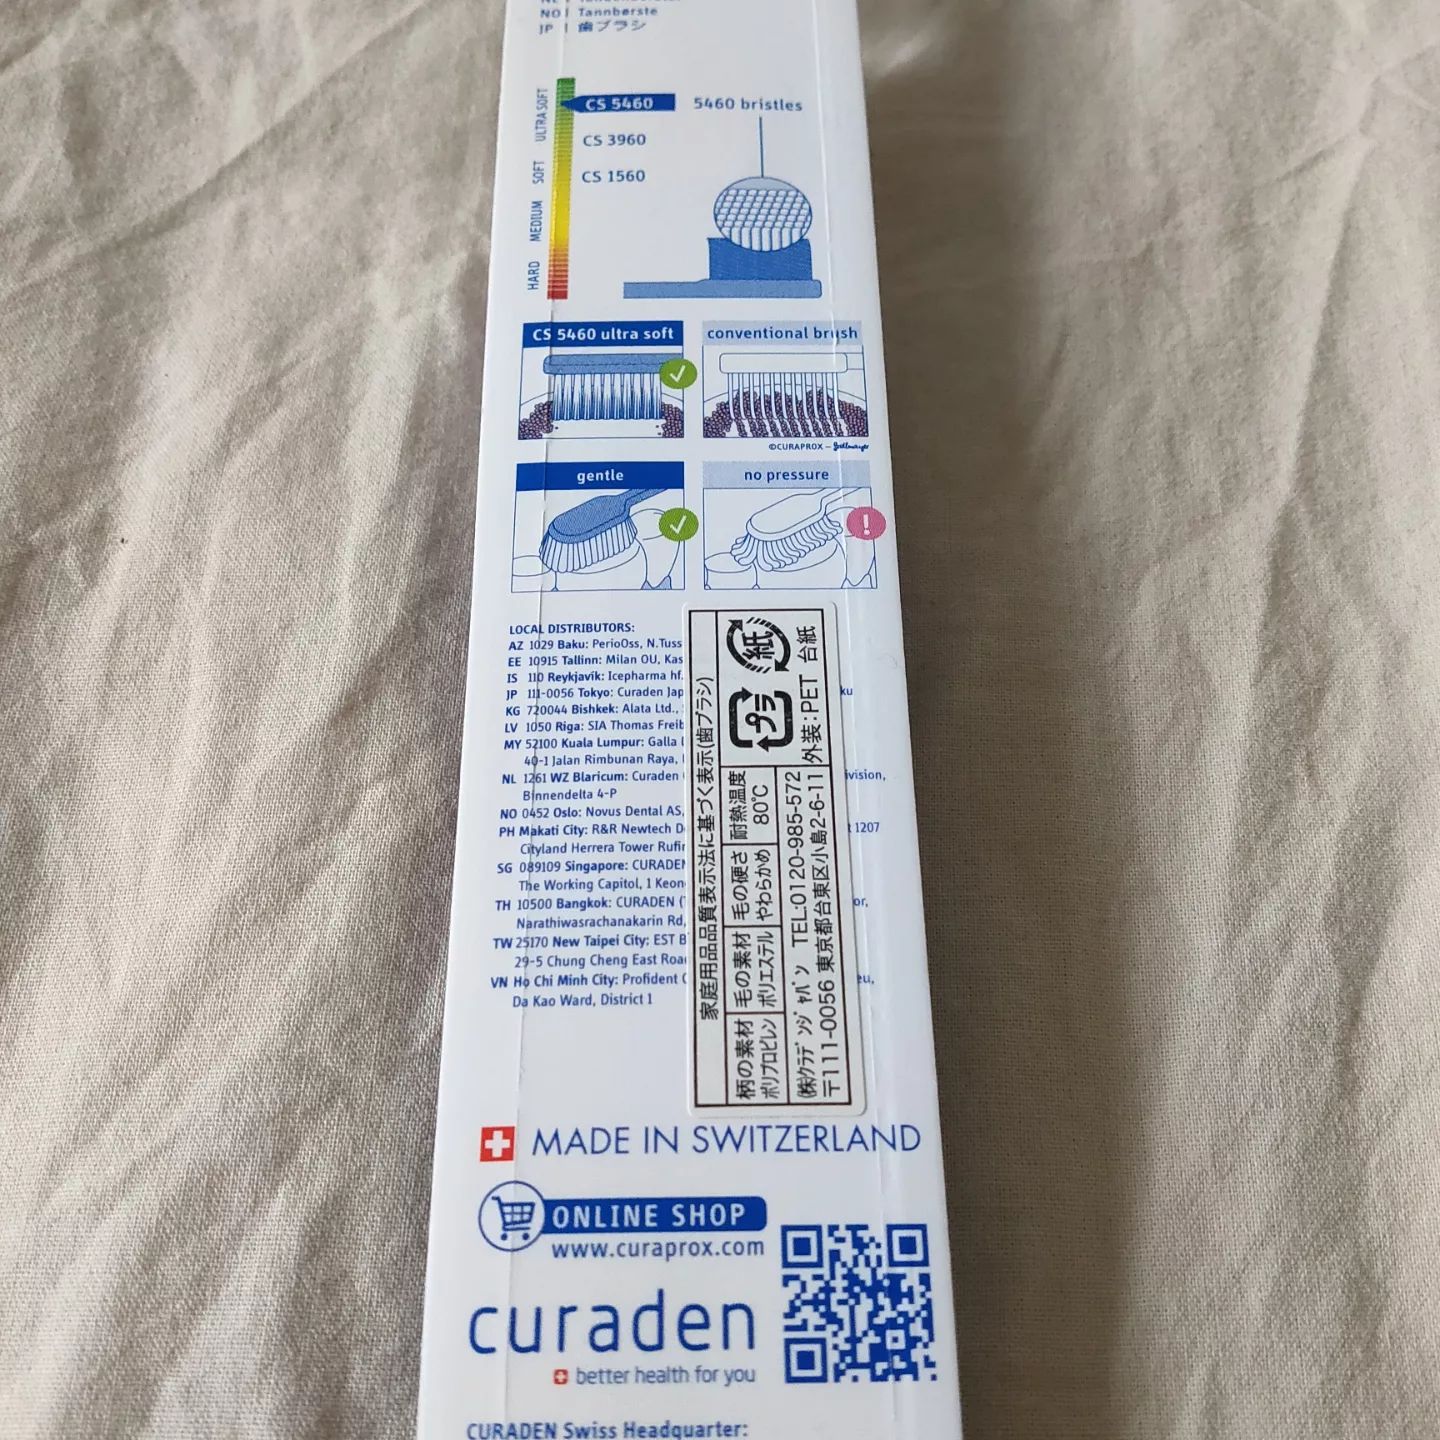 NO | Tannbørste
JP | 歯ブラシ
ULTRA SOFT
SOFT
MEDIUM
HARD
CS 5460
5460 bristles
CS 3960
CS 1560
CS 5460 ultra soft
conventional brush
©CURAPROX –
gentle
no pressure
!
LOCAL DISTRIBUTORS:
AZ 1029 Baku: PerioOss, N.Tuss
EE 10915 Tallinn: Milan OU, Kas
IS 110 Reykjavík: Icepharma hf.
JP 111-0056 Tokyo: Curaden Jap
ku
KG 720044 Bishkek: Alata Ltd.,
LV 1050 Riga: SIA Thomas Freib
MY 52100 Kuala Lumpur: Galla
40-1 Jalan Rimbunan Raya,
NL 1261 WZ Blaricum: Curaden
ivision,
Binnendelta 4-P
NO 0452 Oslo: Novus Dental AS,
PH Makati City: R&R Newtech D
t 1207
Cityland Herrera Tower Rufin
SG 089109 Singapore: CURADEN
The Working Capitol, 1 Keon
TH 10500 Bangkok: CURADEN (
or,
Narathiwasrachanakarin Rd,
TW 25170 New Taipei City: EST B
29-5 Chung Cheng East Road
VN Ho Chi Minh City: Profident C
eu,
Da Kao Ward, District 1
家庭用品品質表示法に基づく表示(歯ブラシ)
柄の素材 毛の素材 毛の硬さ 耐熱温度
ポリプロピレン ポリエステル やわらかめ 80℃
プラ 紙
外装:PET 台紙
㈱クラデンジャパン TEL:0120-985-572
〒1111-0056 東京都台東区小島2-6-11
MADE IN SWITZERLAND
ONLINE SHOP
www.curaprox.com
curaden
better health for you
CURADEN Swiss Headquarter: